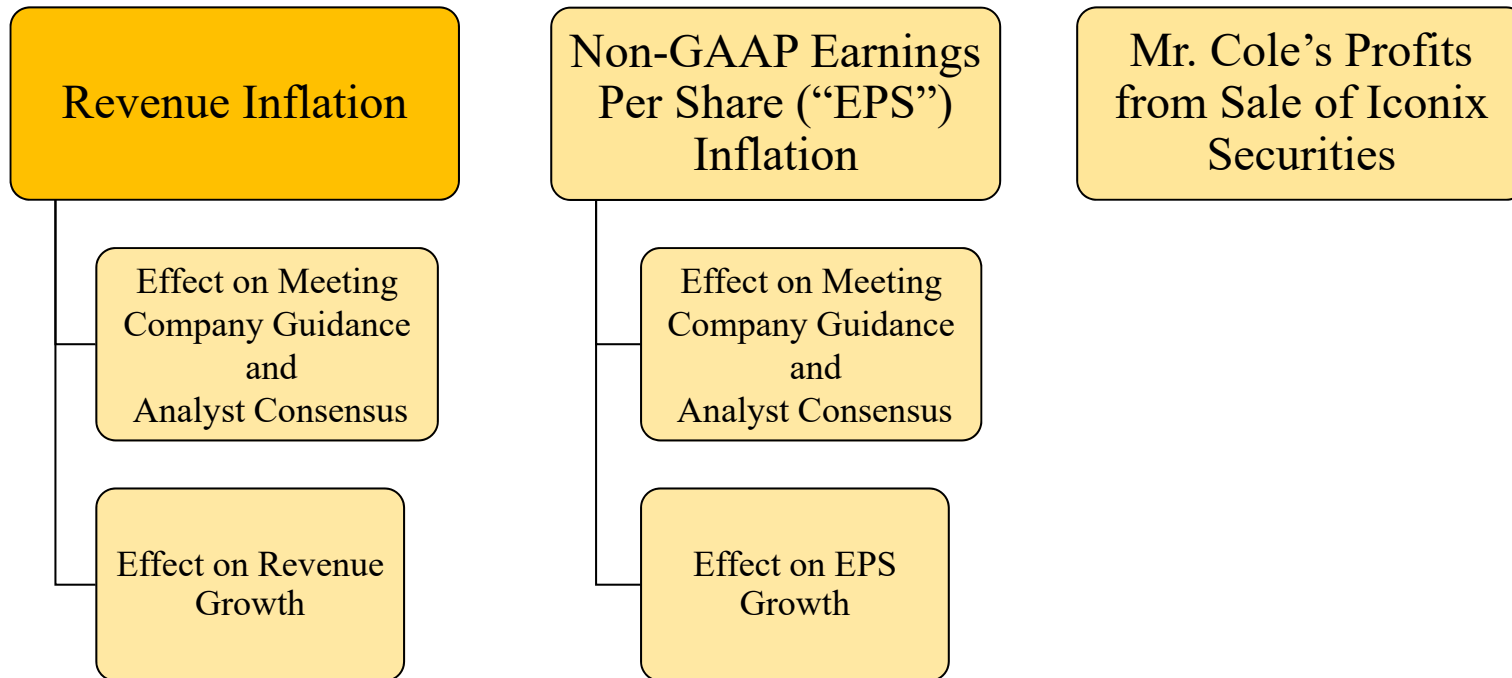 Revenue Inflation
Effect on Meeting
Company Guidance
and
Analyst Consensus
Effect on Revenue
Growth
Non-GAAP Earnings
Per Share (“EPS”)
Inflation
Effect on Meeting
Company Guidance
and
Analyst Consensus
Effect on EPS
Growth
Mr. Cole’s Profits
from Sale of Iconix
Securities